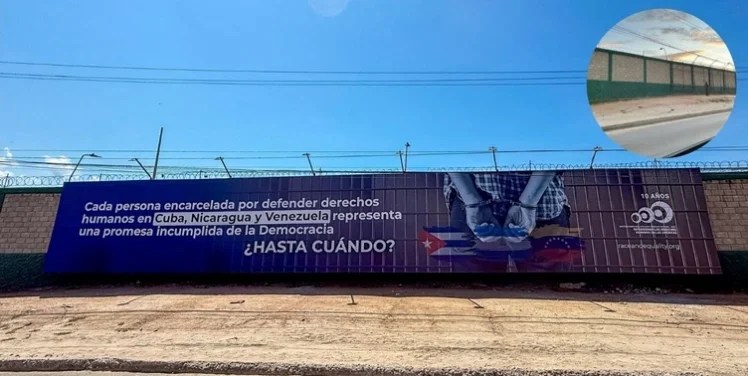 Cada persona encarcelada por defender derechos
humanos en Cuba, Nicaragua y Venezuela representa
una promesa incumplida de la Democracia
¿HASTA CUÁNDO?
10 AÑOS
raceandequality.org